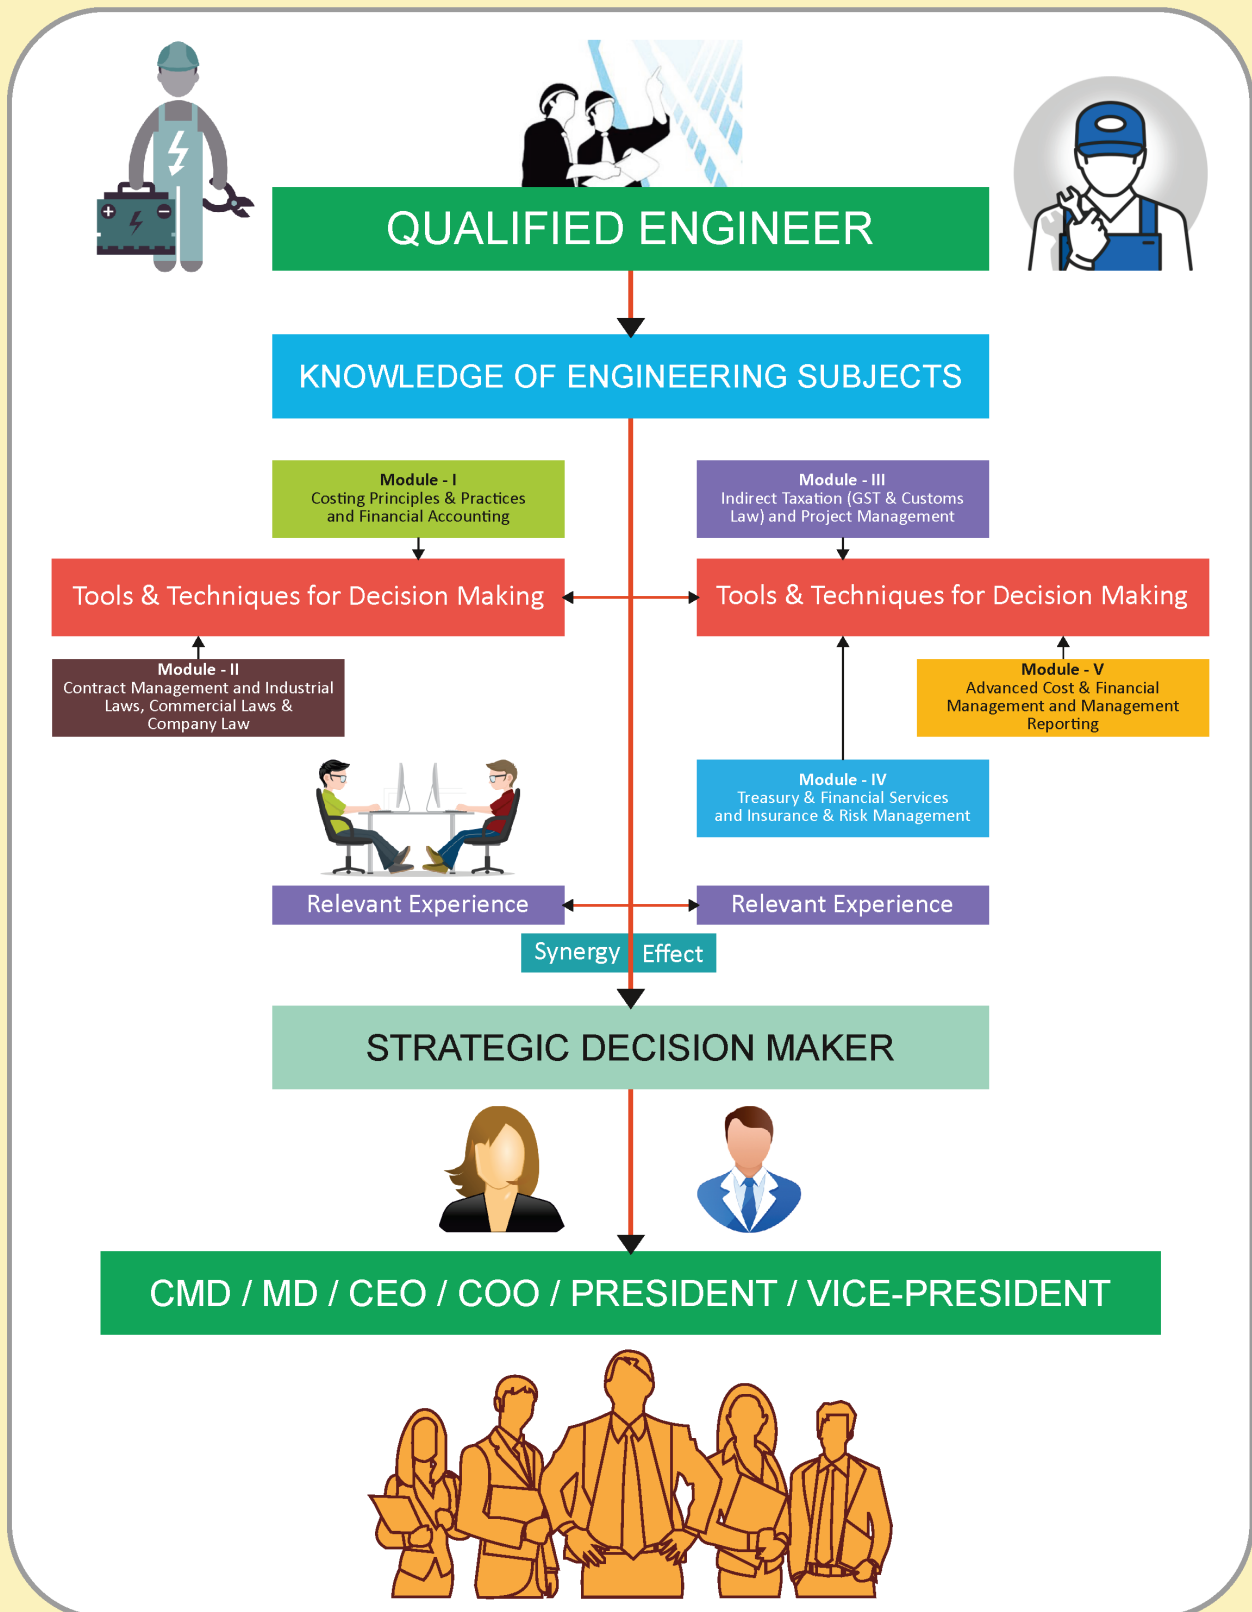 QUALIFIED ENGINEER
KNOWLEDGE OF ENGINEERING SUBJECTS
Module - I
Costing Principles & Practices
and Financial Accounting
Module - III
Indirect Taxation (GST & Customs
Law) and Project Management
Tools & Techniques for Decision Making
Tools & Techniques for Decision Making
Module - II
Contract Management and Industrial
Laws, Commercial Laws &
Company Law
Module - V
Advanced Cost & Financial
Management and Management
Reporting
Module - IV
Treasury & Financial Services
and Insurance & Risk Management
Relevant Experience
Relevant Experience
Synergy Effect
STRATEGIC DECISION MAKER
CMD / MD / CEO / COO / PRESIDENT / VICE-PRESIDENT